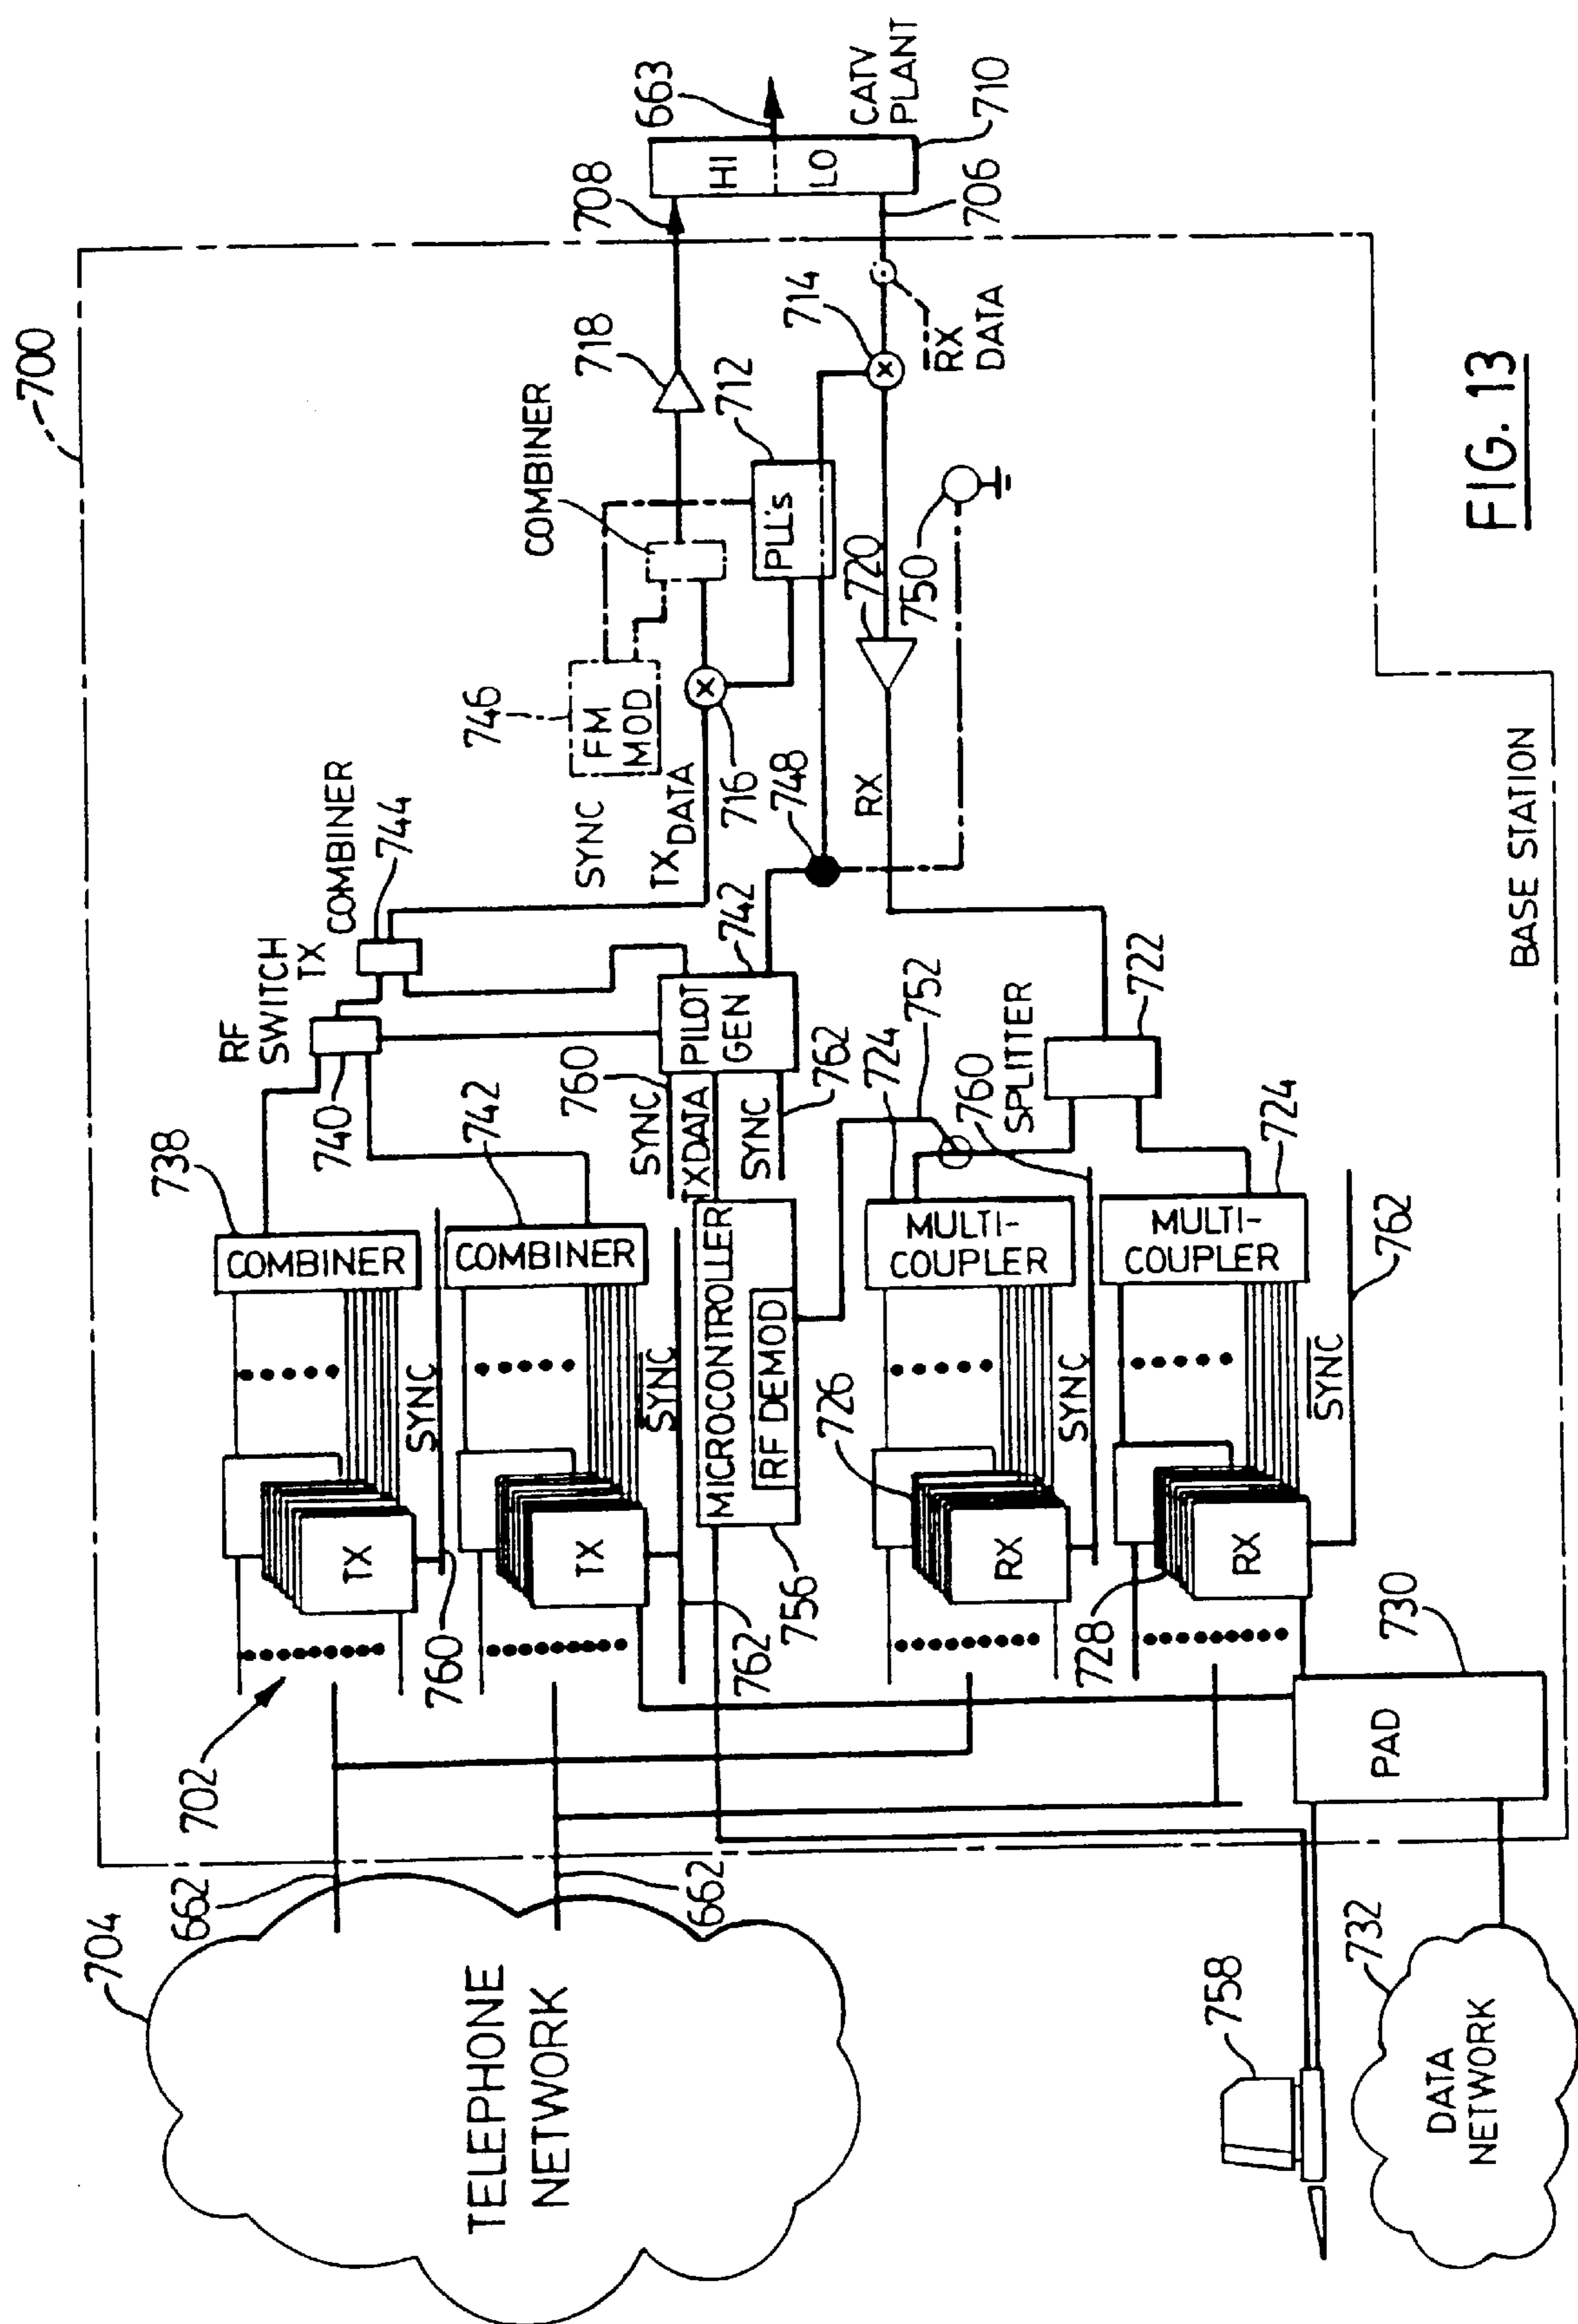 700
704
TELEPHONE
NETWORK
662
662
702
TX
760
SYNC
COMBINER
738
TX
762
SYNC
COMBINER
742
RF
SWITCH
740
TX
COMBINER
744
MICROCONTROLLER
RF DEMOD
756
SYNC
760
TXDATA
SYNC
762
PILOT
GEN
742
SYNC
746
FM
MOD
TXDATA
716
748
COMBINER
718
708
PLL's
712
714
RX
DATA
HI
LO
663
CATV
PLANT
710
706
RX
720
750
726
RX
SYNC
MULTI-
COUPLER
724
752
760
SPLITTER
722
728
RX
SYNC
MULTI-
COUPLER
724
762
730
PAD
758
732
DATA
NETWORK
BASE STATION
FIG. 13